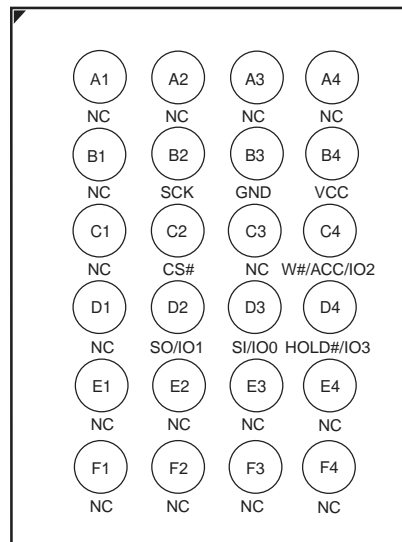 A1 A2 A3 A4
NC NC NC NC
B1 B2 B3 B4
NC SCK GND VCC
C1 C2 C3 C4
NC CS# NC W#/ACC/IO2
D1 D2 D3 D4
NC SO/IO1 SI/IO0 HOLD#/IO3
E1 E2 E3 E4
NC NC NC NC
F1 F2 F3 F4
NC NC NC NC